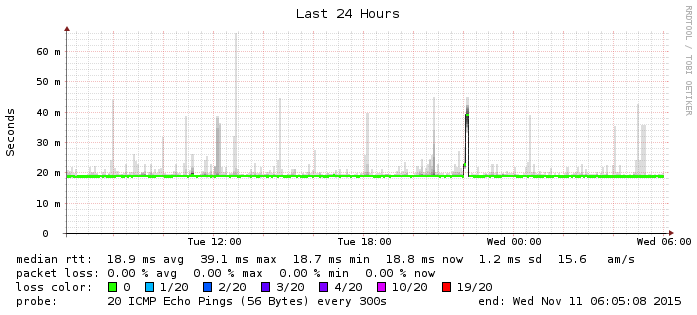 Last 24 Hours
RRDTOOL / TOBI OETIKER
Seconds
60 m
50 m
40 m
30 m
20 m
10 m
0
Tue 12:00 Tue 18:00 Wed 00:00 Wed 06:00
median rtt: 18.9 ms avg 39.1 ms max 18.7 ms min 18.8 ms now 1.2 ms sd 15.6 am/s
packet loss: 0.00 % avg 0.00 % max 0.00 % min 0.00 % now
loss color: 0 1/20 2/20 3/20 4/20 10/20 19/20
probe: 20 ICMP Echo Pings (56 Bytes) every 300s end: Wed Nov 11 06:05:08 2015